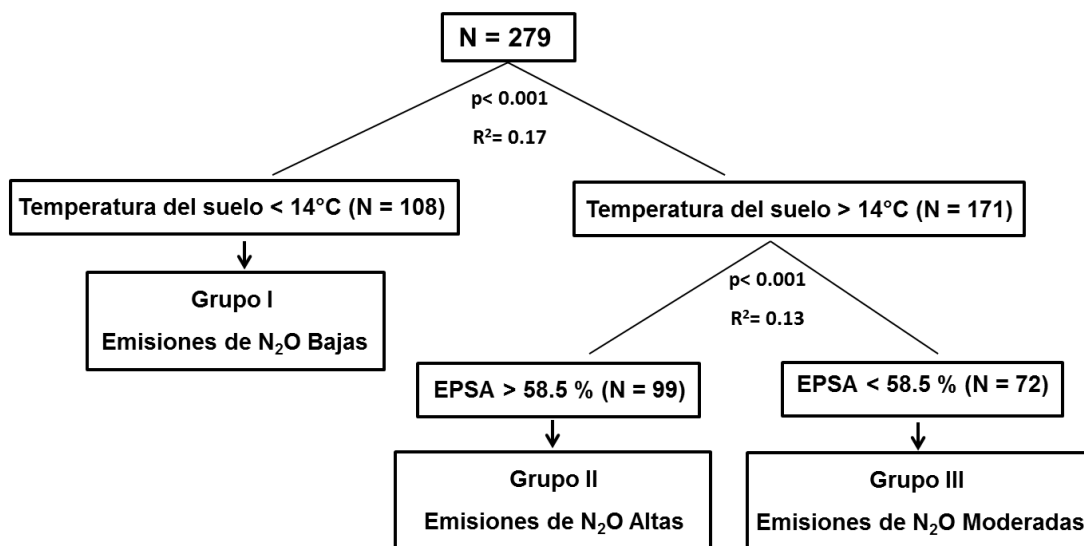 N = 279
p< 0.001
R²= 0.17
Temperatura del suelo < 14°C (N = 108)
Temperatura del suelo > 14°C (N = 171)
Grupo I
Emisiones de N₂O Bajas
p< 0.001
R²= 0.13
EPSA > 58.5 % (N = 99)
EPSA < 58.5 % (N = 72)
Grupo II
Emisiones de N₂O Altas
Grupo III
Emisiones de N₂O Moderadas